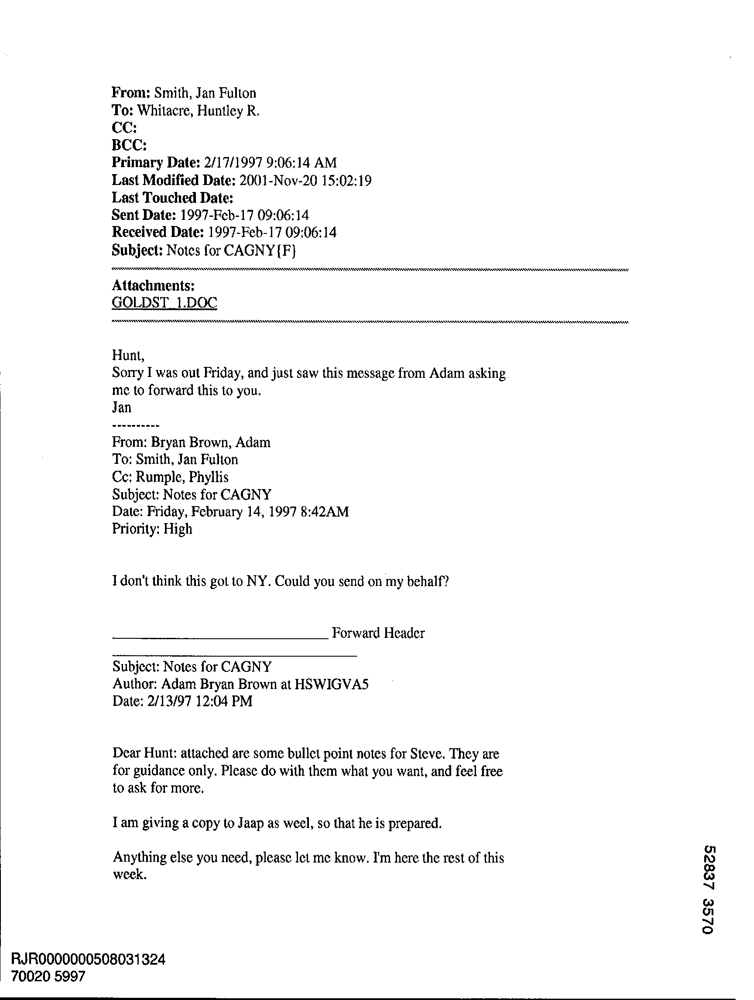 From: Smith, Jan Fulton
To: Whitacre, Huntley R.
CC:
BCC:
Primary Date: 2/17/1997 9:06:14 AM
Last Modified Date: 2001-Nov-20 15:02:19
Last Touched Date:
Sent Date: 1997-Feb-17 09:06:14
Received Date: 1997-Feb-17 09:06:14
Subject: Notes for CAGNY{F}
Attachments:
GOLDST_1.DOC
Hunt,
Sorry I was out Friday, and just saw this message from Adam asking
me to forward this to you.
Jan
----------
From: Bryan Brown, Adam
To: Smith, Jan Fulton
Cc: Rumple, Phyllis
Subject: Notes for CAGNY
Date: Friday, February 14, 1997 8:42AM
Priority: High
I don't think this got to NY. Could you send on my behalf?
Forward Header
Subject: Notes for CAGNY
Author: Adam Bryan Brown at HSWIGVA5
Date: 2/13/97 12:04 PM
Dear Hunt: attached are some bullet point notes for Steve. They are
for guidance only. Please do with them what you want, and feel free
to ask for more.
I am giving a copy to Jaap as weel, so that he is prepared.
Anything else you need, please let me know. I'm here the rest of this
week.
52837 3570
RJR0000000508031324
70020 5997